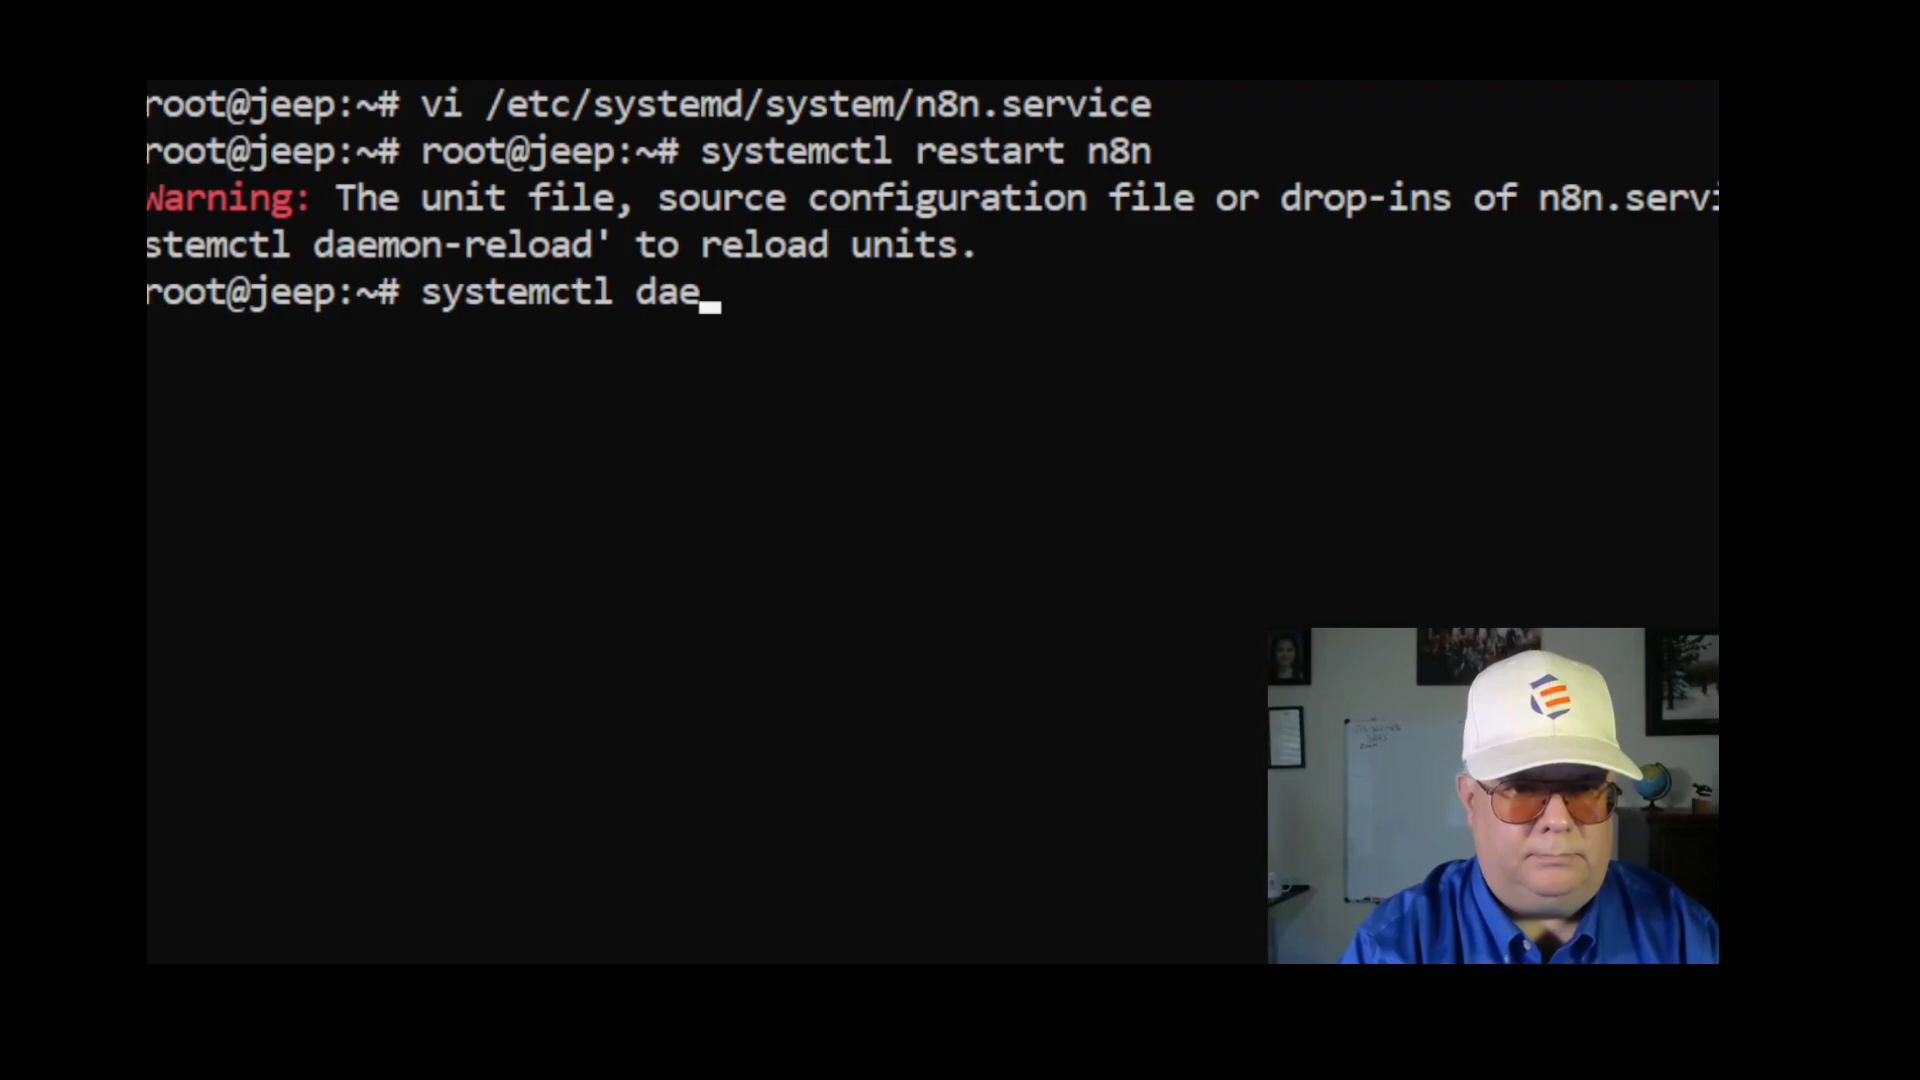 root@jeep:~# vi /etc/systemd/system/n8n.service
root@jeep:~# root@jeep:~# systemctl restart n8n
Warning: The unit file, source configuration file or drop-ins of n8n.servi
stemctl daemon-reload' to reload units.
root@jeep:~# systemctl dae